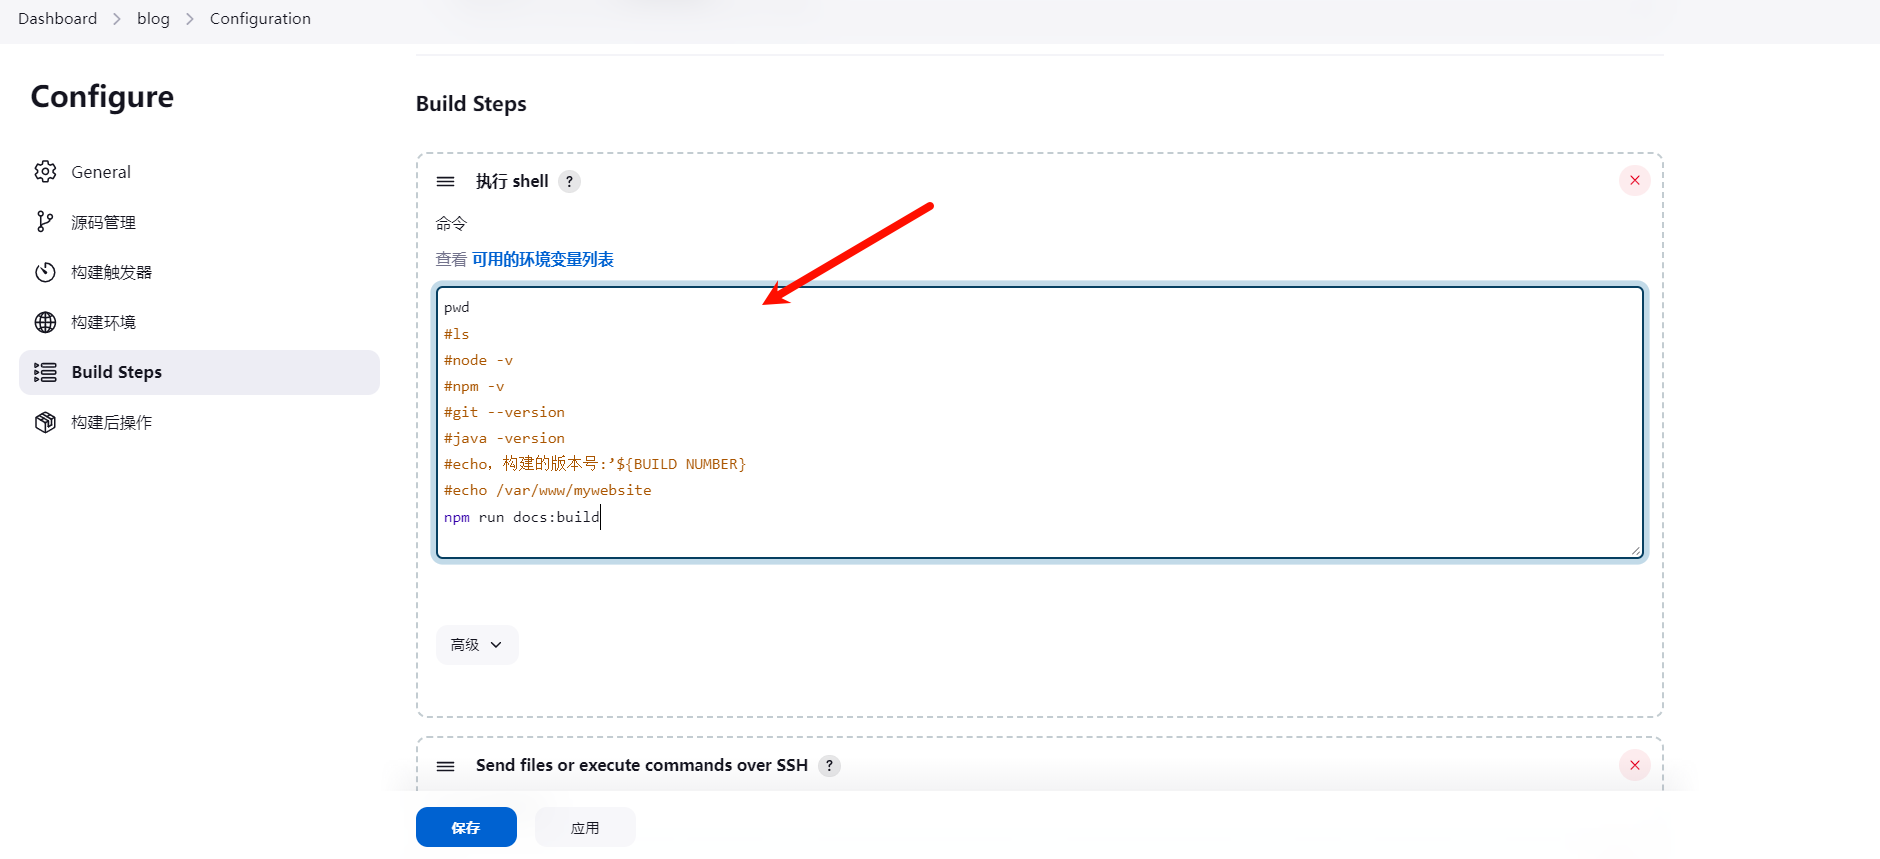 Dashboard > blog > Configuration
Configure
General
源码管理
构建触发器
构建环境
Build Steps
构建后操作
Build Steps
执行 shell ?
命令
查看 可用的环境变量列表
pwd
#ls
#node -v
#npm -v
#git --version
#java -version
#echo，构建的版本号:’${BUILD NUMBER}
#echo /var/www/mywebsite
npm run docs:build
高级
Send files or execute commands over SSH ?
保存
应用